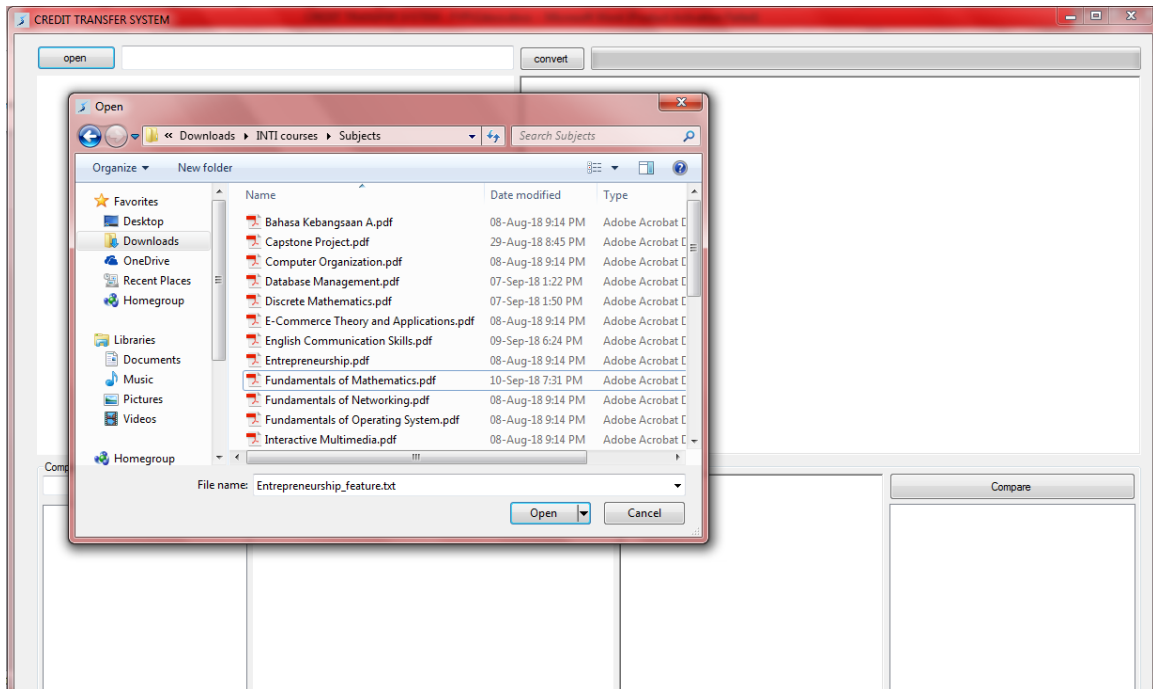 CREDIT TRANSFER SYSTEM
open
convert
Open
« Downloads ▸ INTI courses ▸ Subjects
Search Subjects
Organize
New folder
Name
Date modified
Type
Favorites
Desktop
Downloads
OneDrive
Recent Places
Homegroup
Libraries
Documents
Music
Pictures
Videos
Homegroup
Bahasa Kebangsaan A.pdf 08-Aug-18 9:14 PM Adobe Acrobat D
Capstone Project.pdf 29-Aug-18 8:45 PM Adobe Acrobat D
Computer Organization.pdf 08-Aug-18 9:14 PM Adobe Acrobat D
Database Management.pdf 07-Sep-18 1:22 PM Adobe Acrobat D
Discrete Mathematics.pdf 07-Sep-18 1:50 PM Adobe Acrobat D
E-Commerce Theory and Applications.pdf 08-Aug-18 9:14 PM Adobe Acrobat D
English Communication Skills.pdf 09-Sep-18 6:24 PM Adobe Acrobat D
Entrepreneurship.pdf 08-Aug-18 9:14 PM Adobe Acrobat D
Fundamentals of Mathematics.pdf 10-Sep-18 7:31 PM Adobe Acrobat D
Fundamentals of Networking.pdf 08-Aug-18 9:14 PM Adobe Acrobat D
Fundamentals of Operating System.pdf 08-Aug-18 9:14 PM Adobe Acrobat D
Interactive Multimedia.pdf 08-Aug-18 9:14 PM Adobe Acrobat D
Comp
File name: Entrepreneurship_feature.txt
Open
Cancel
Compare